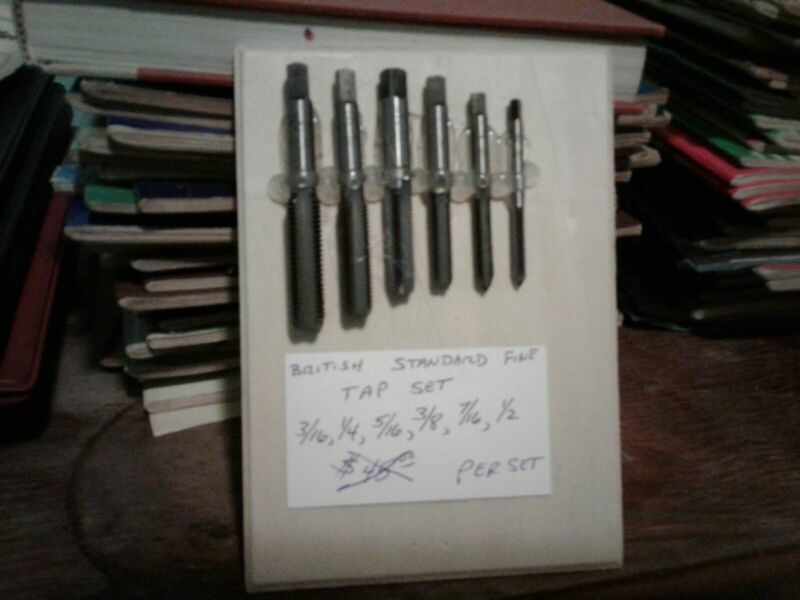 BRITISH STANDARD FINE
TAP SET
3/16, 1/4, 5/16, 3/8, 7/16, 1/2
PER SET